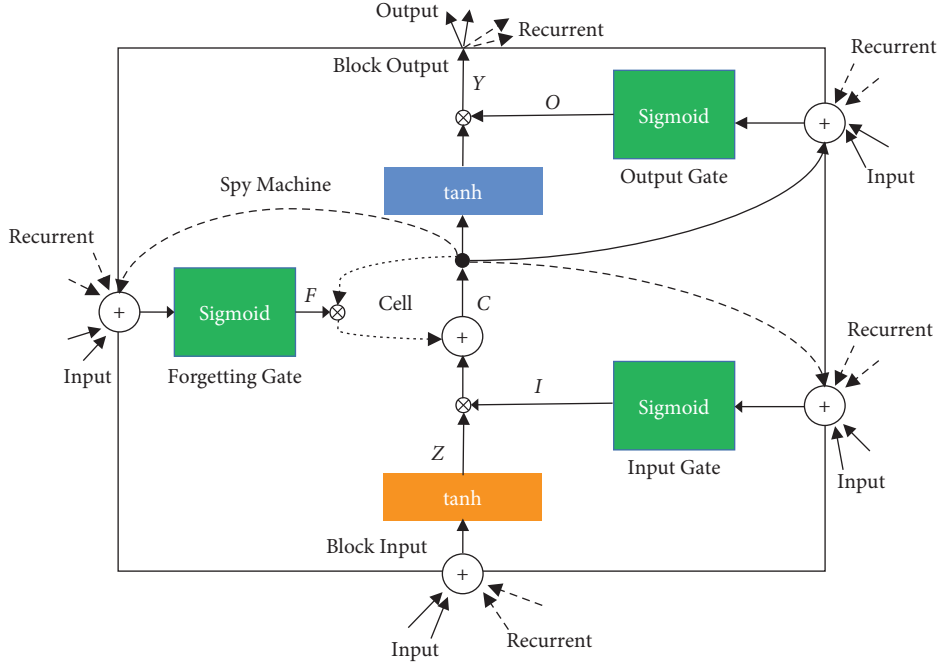 Output
Recurrent
Block Output
Y
O
Sigmoid
+
Output Gate
Input
tanh
Spy Machine
Recurrent
F
Cell
C
+
Sigmoid
+
Forgetting Gate
Input
Recurrent
I
Sigmoid
+
Input Gate
Input
Z
tanh
Block Input
+
Input
Recurrent